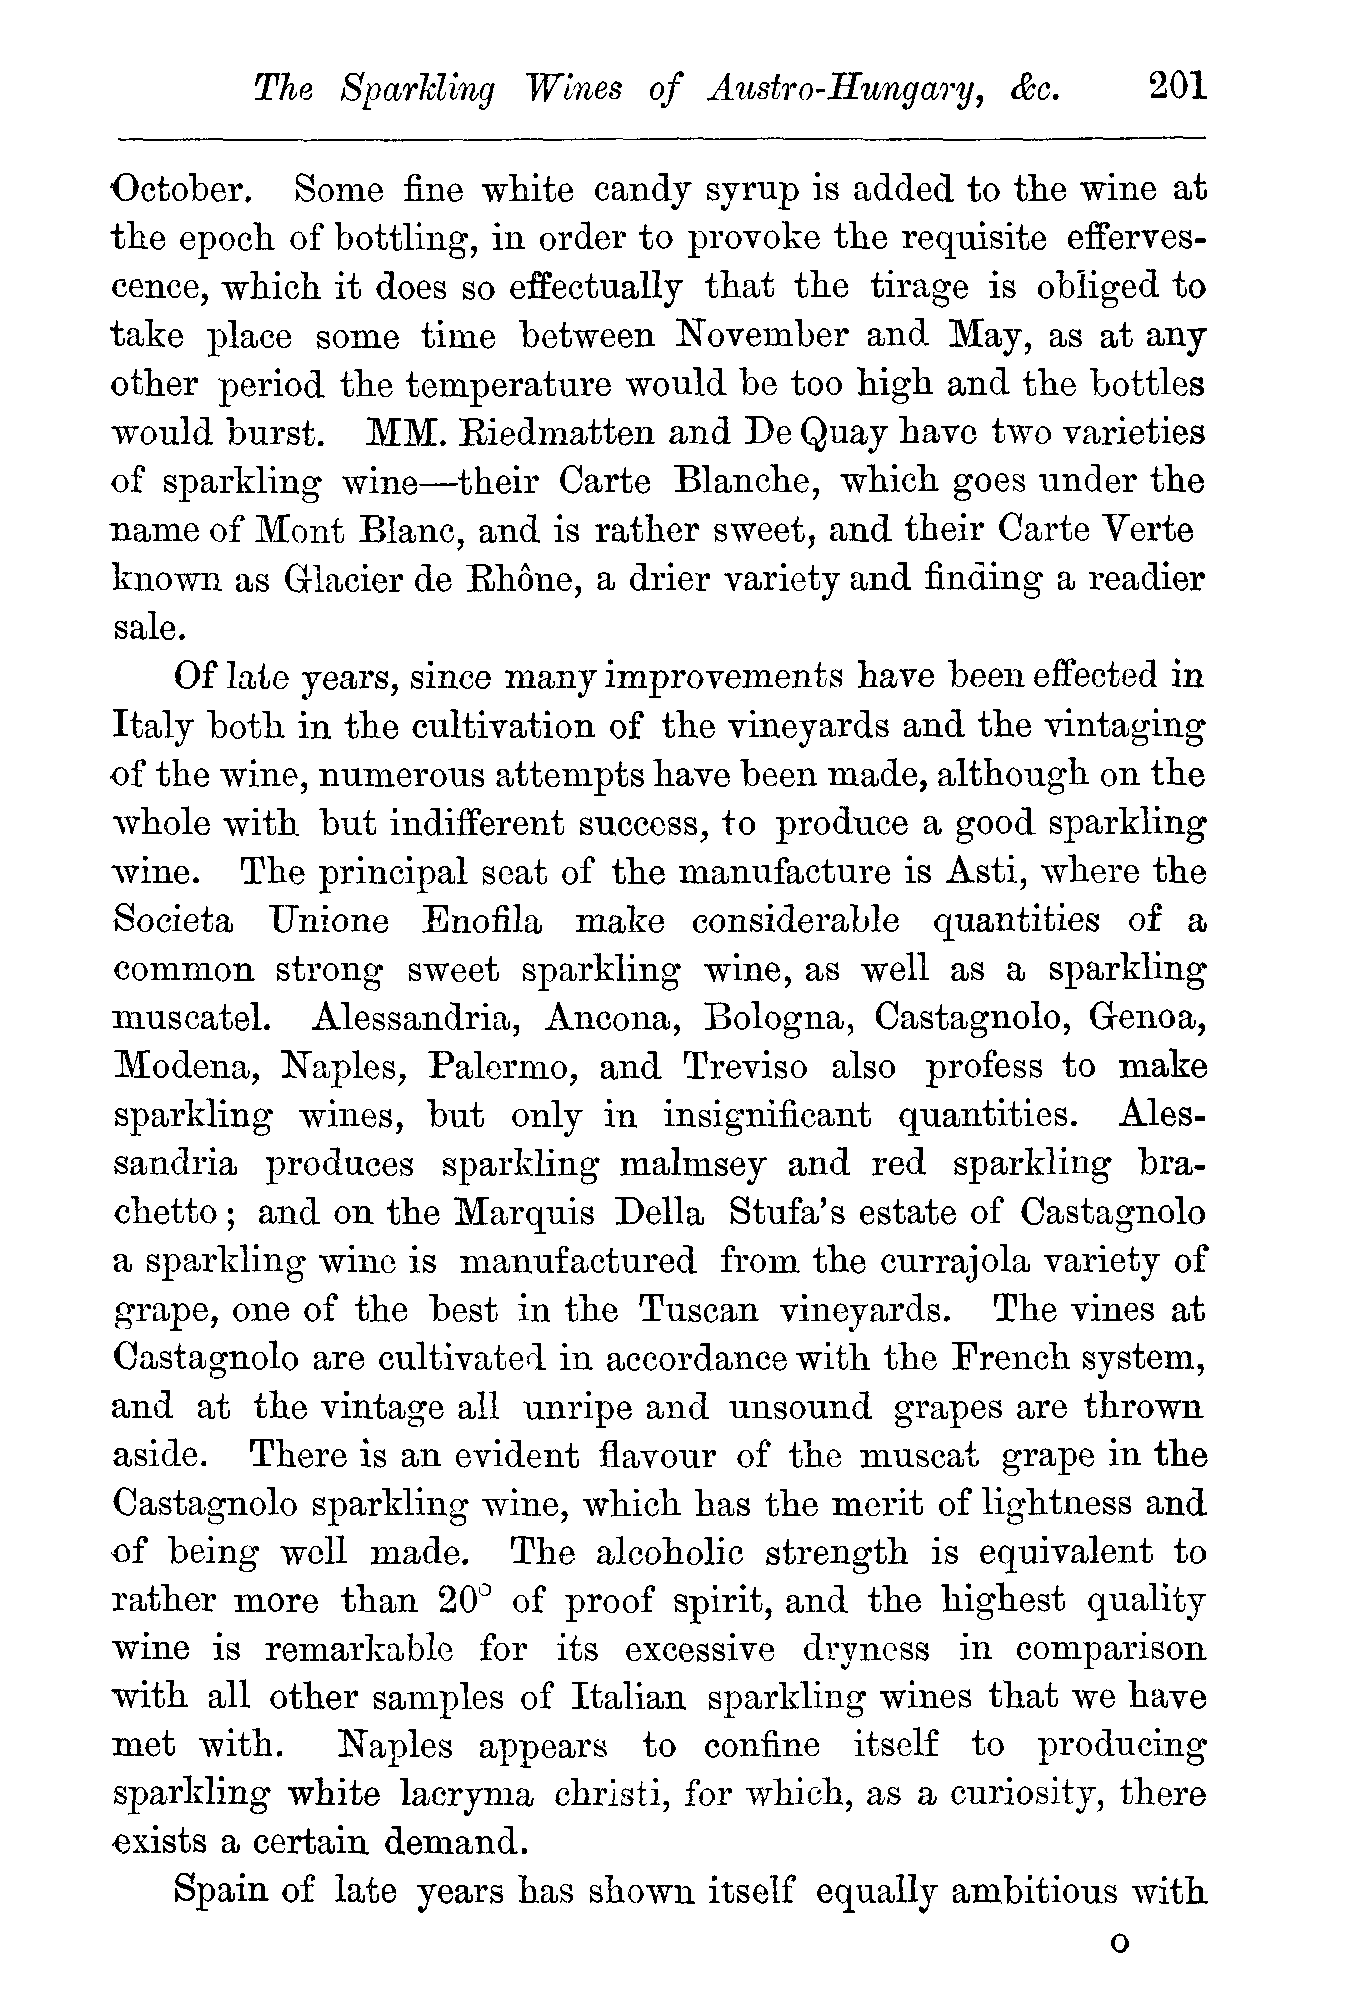 The Sparkling Wines of Austro-Hungary, &c. 201
October. Some fine white candy syrup is added to the wine at
the epoch of bottling, in order to provoke the requisite efferves-
cence, which it does so effectually that the tirage is obliged to
take place some time between November and May, as at any
other period the temperature would be too high and the bottles
would burst. MM. Riedmatten and De Quay have two varieties
of sparkling wine—their Carte Blanche, which goes under the
name of Mont Blanc, and is rather sweet, and their Carte Verte
known as Glacier de Rhône, a drier variety and finding a readier
sale.
Of late years, since many improvements have been effected in
Italy both in the cultivation of the vineyards and the vintaging
of the wine, numerous attempts have been made, although on the
whole with but indifferent success, to produce a good sparkling
wine. The principal seat of the manufacture is Asti, where the
Societa Unione Enofila make considerable quantities of a
common strong sweet sparkling wine, as well as a sparkling
muscatel. Alessandria, Ancona, Bologna, Castagnolo, Genoa,
Modena, Naples, Palermo, and Treviso also profess to make
sparkling wines, but only in insignificant quantities. Ales-
sandria produces sparkling malmsey and red sparkling bra-
chetto; and on the Marquis Della Stufa's estate of Castagnolo
a sparkling wine is manufactured from the currajola variety of
grape, one of the best in the Tuscan vineyards. The vines at
Castagnolo are cultivated in accordance with the French system,
and at the vintage all unripe and unsound grapes are thrown
aside. There is an evident flavour of the muscat grape in the
Castagnolo sparkling wine, which has the merit of lightness and
of being well made. The alcoholic strength is equivalent to
rather more than 20° of proof spirit, and the highest quality
wine is remarkable for its excessive dryness in comparison
with all other samples of Italian sparkling wines that we have
met with. Naples appears to confine itself to producing
sparkling white lacryma christi, for which, as a curiosity, there
exists a certain demand.
Spain of late years has shown itself equally ambitious with
O